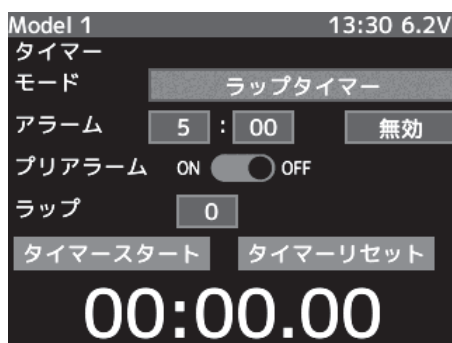 Model 1 13:30 6.2V
タイマー
モード ラップタイマー
アラーム 5 : 00 無効
プリアラーム ON OFF
ラップ 0
タイマースタート タイマーリセット
00:00.00